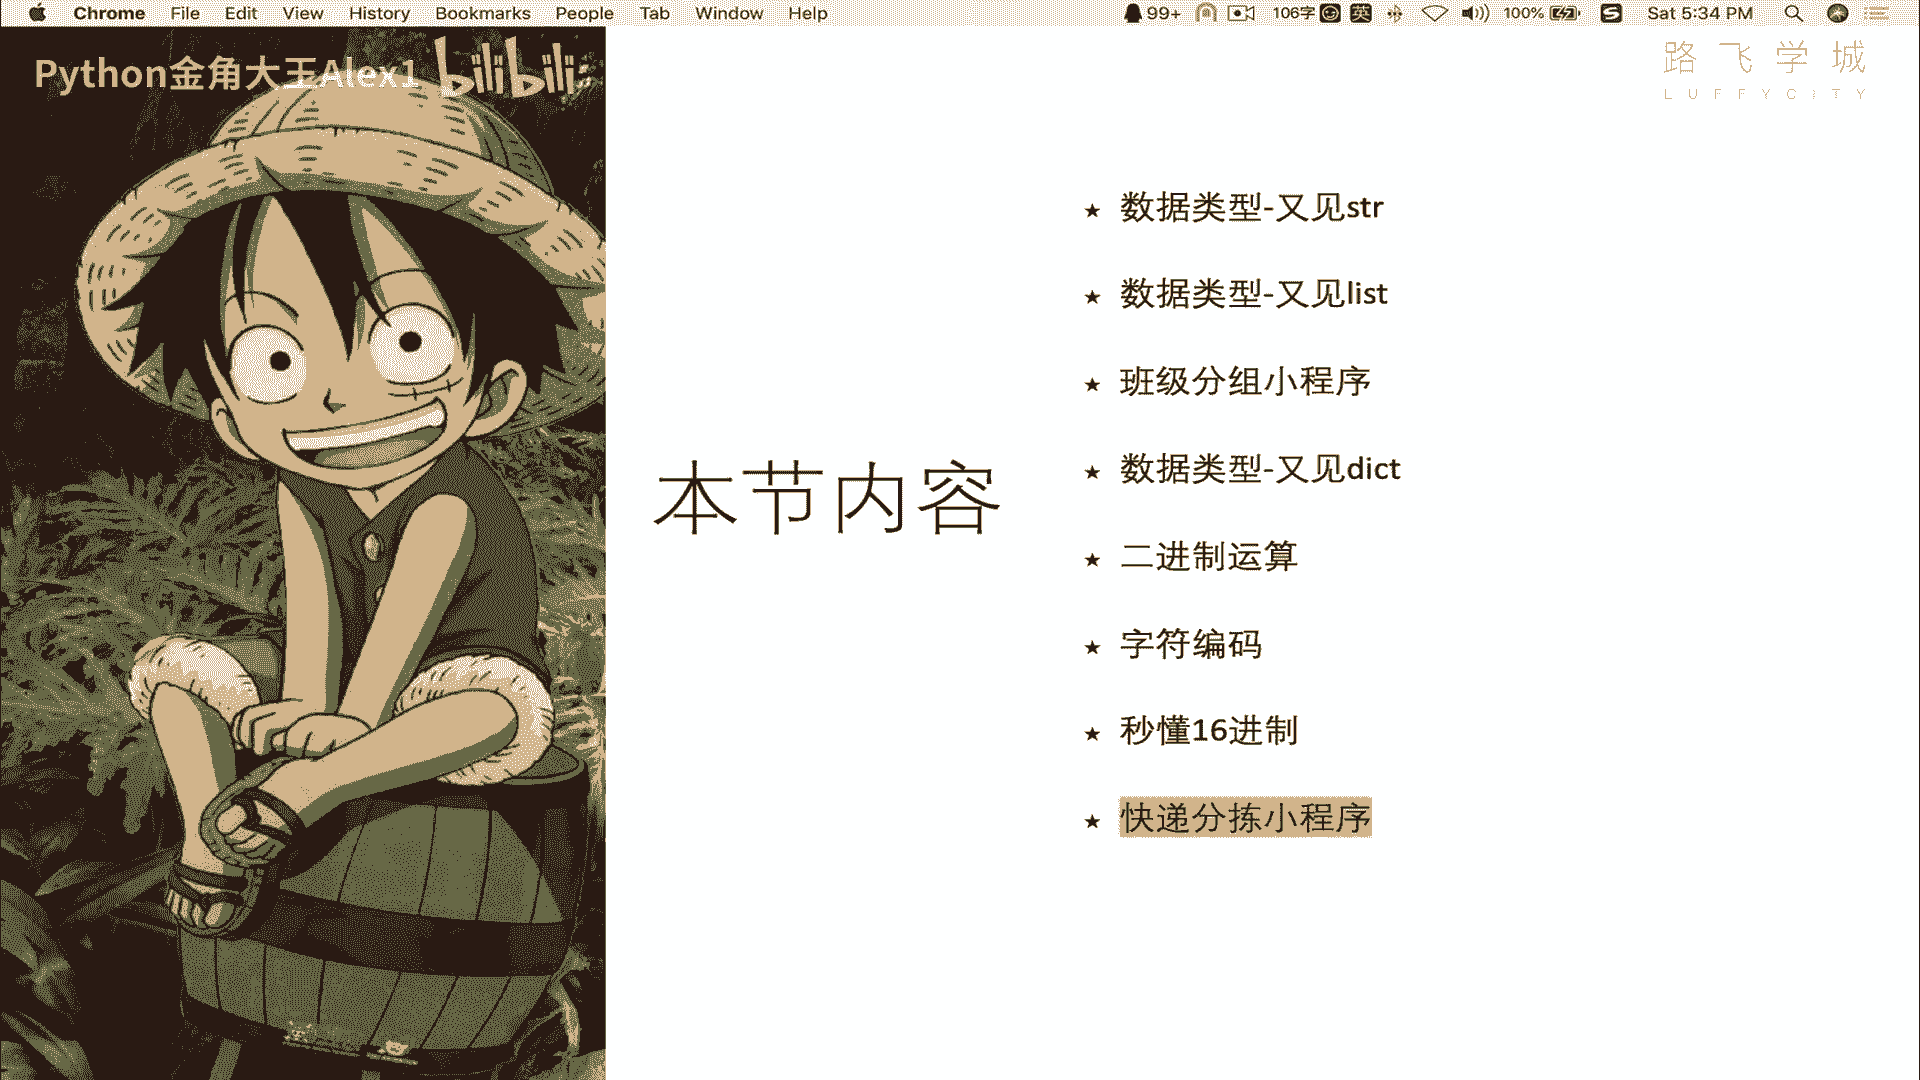 Chrome File Edit View History Bookmarks People Tab Window Help 99+ 106字 英 100% Sat 5:34 PM
Python金角大王Alex1 bilibili
路飞学城
LUFFYCITY
数据类型-又见str
数据类型-又见list
班级分组小程序
数据类型-又见dict
本节内容
二进制运算
字符编码
秒懂16进制
快递分拣小程序